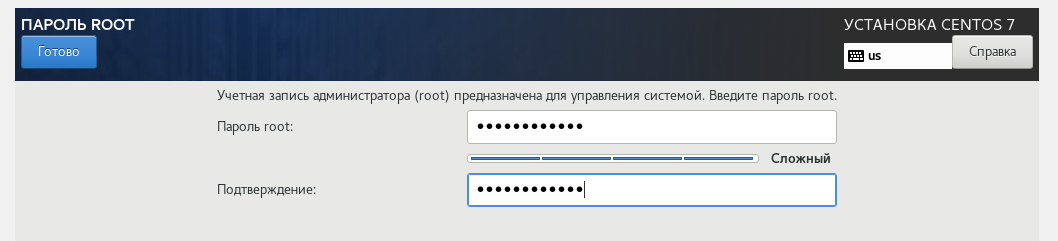 ПАРОЛЬ ROOT
УСТАНОВКА CENTOS 7
Готово
us
Справка
Учетная запись администратора (root) предназначена для управления системой. Введите пароль root.
Пароль root:
●●●●●●●●●●●●
Сложный
Подтверждение:
●●●●●●●●●●●●